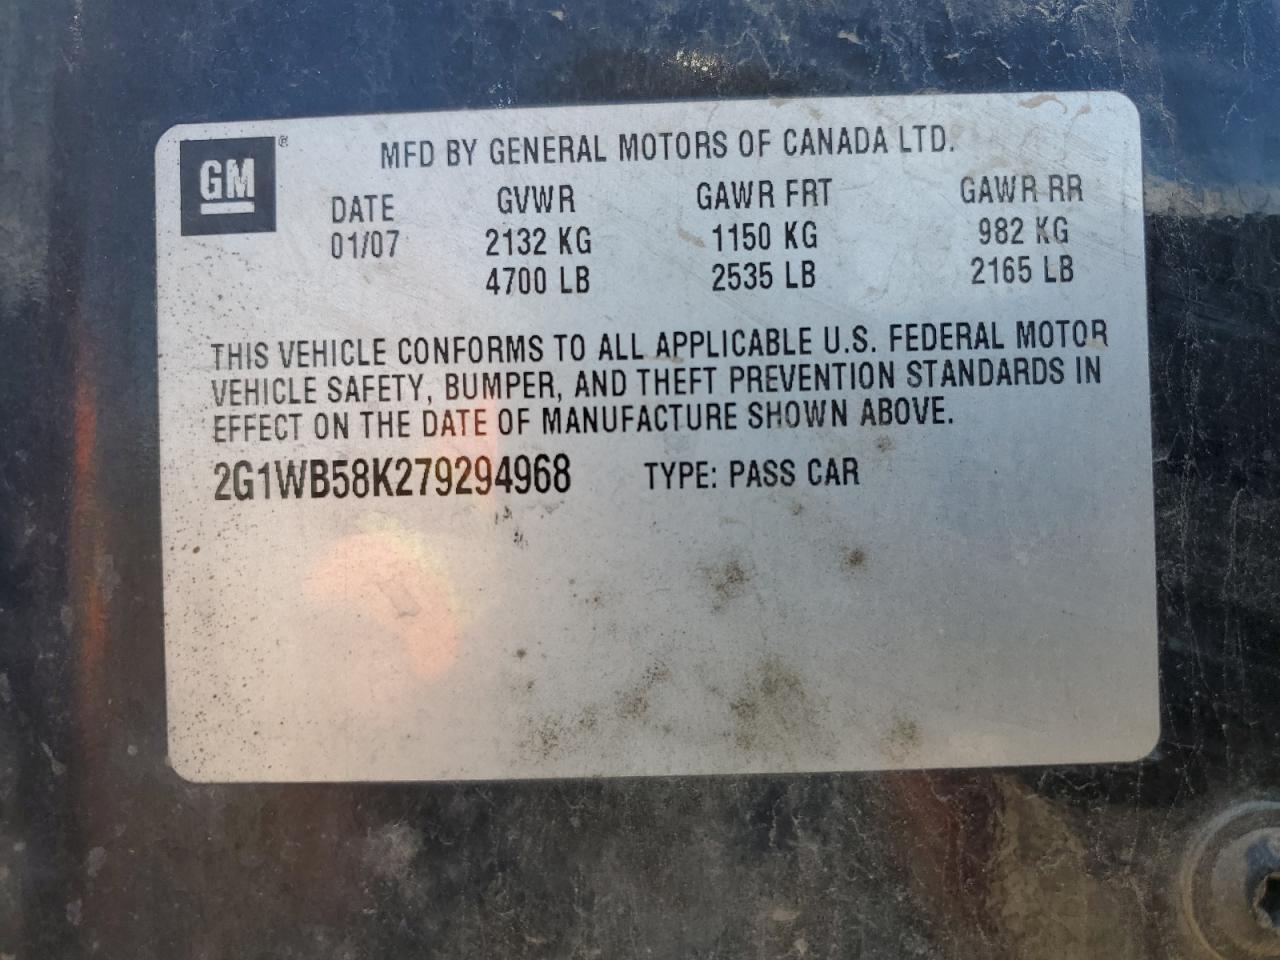 GM ®
MFD BY GENERAL MOTORS OF CANADA LTD.
DATE GVWR GAWR FRT GAWR RR
01/07 2132 KG 1150 KG 982 KG
4700 LB 2535 LB 2165 LB
THIS VEHICLE CONFORMS TO ALL APPLICABLE U.S. FEDERAL MOTOR
VEHICLE SAFETY, BUMPER, AND THEFT PREVENTION STANDARDS IN
EFFECT ON THE DATE OF MANUFACTURE SHOWN ABOVE.
2G1WB58K279294968 TYPE: PASS CAR